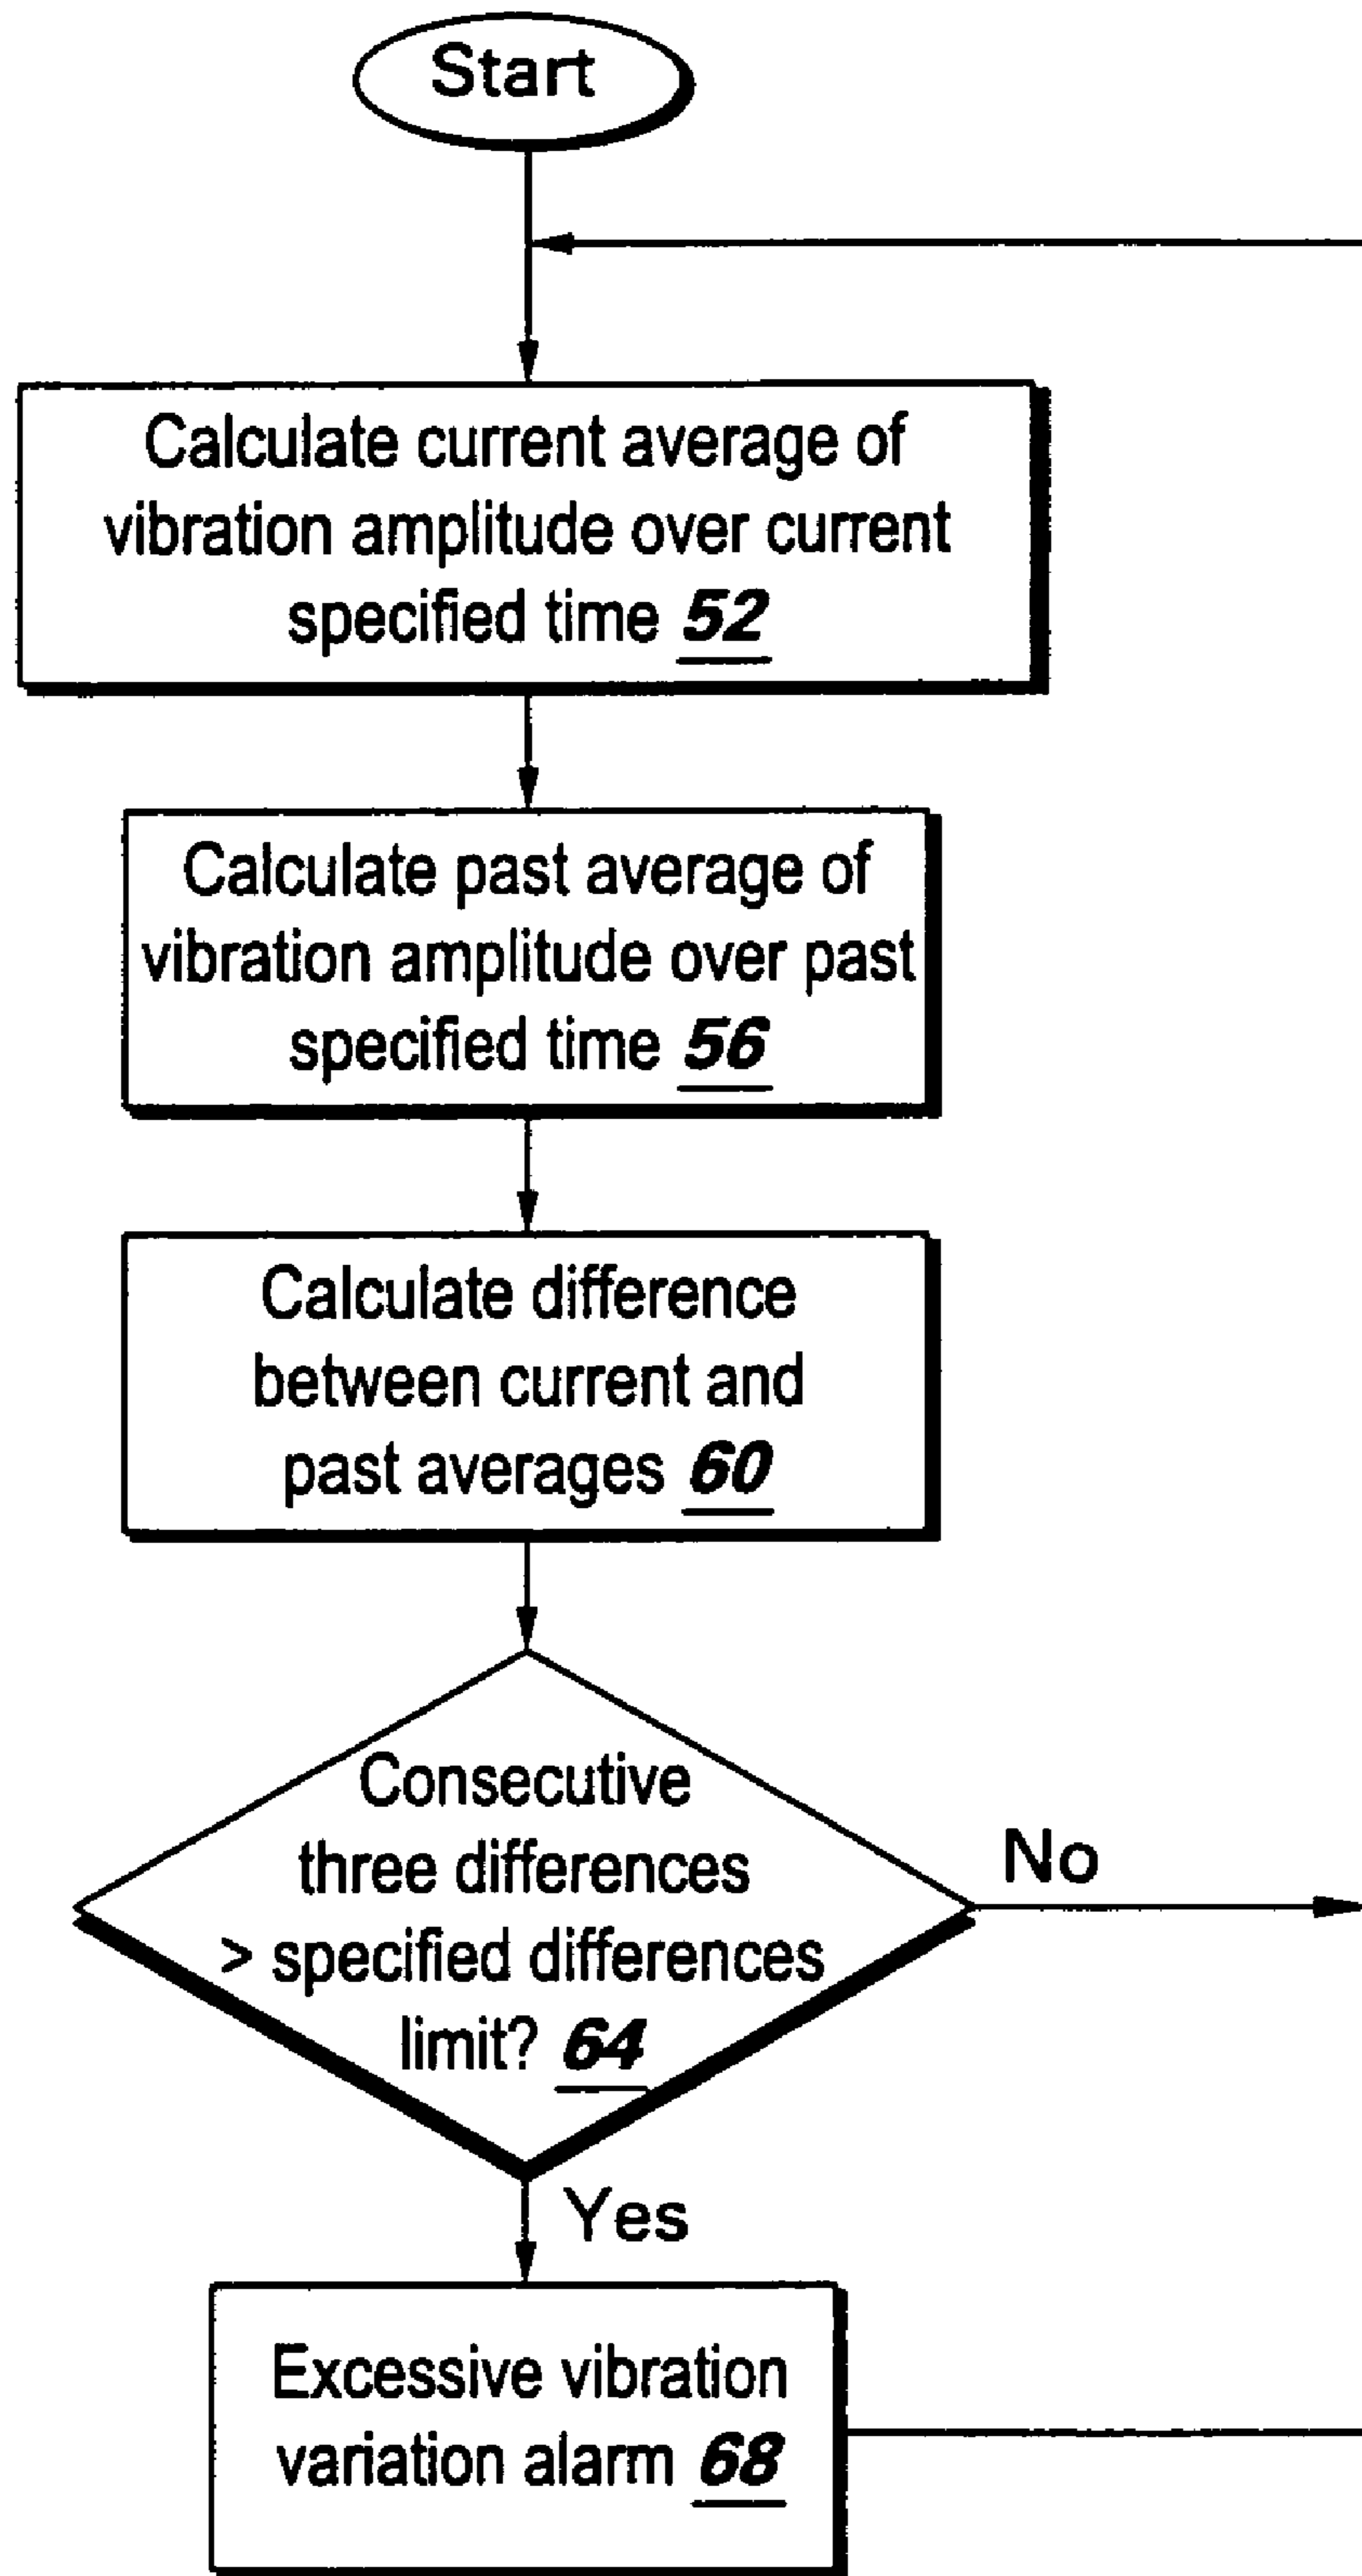 Start
Calculate current average of
vibration amplitude over current
specified time 52
Calculate past average of
vibration amplitude over past
specified time 56
Calculate difference
between current and
past averages 60
Consecutive
three differences
> specified differences
limit? 64
No
Yes
Excessive vibration
variation alarm 68